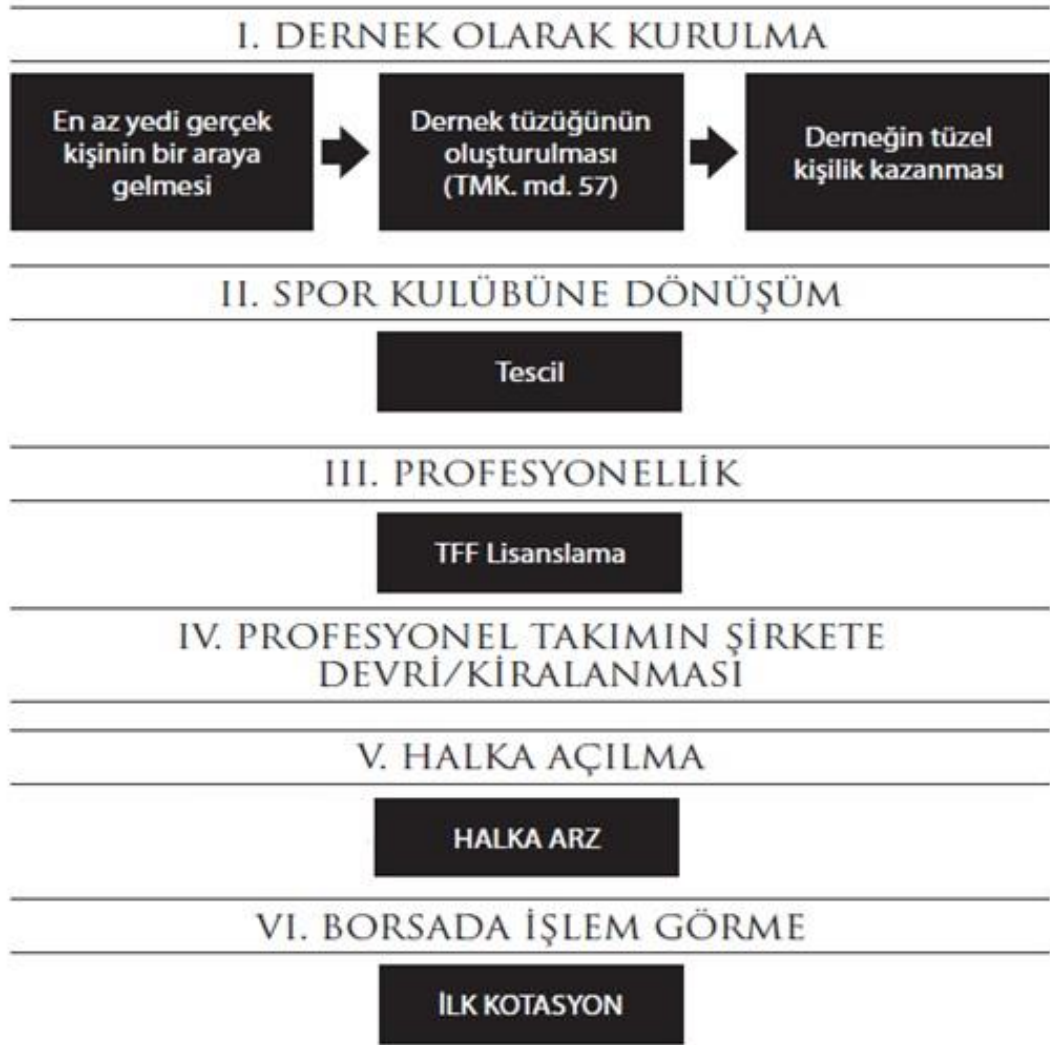 I. DERNEK OLARAK KURULMA
En az yedi gerçek
kişinin bir araya
gelmesi
Dernek tüzüğünün
oluşturulması
(TMK. md. 57)
Derneğin tüzel
kişilik kazanması
II. SPOR KULÜBÜNE DÖNÜŞÜM
Tescil
III. PROFESYONELLİK
TFF Lisanslama
IV. PROFESYONEL TAKIMIN ŞİRKETE
DEVRİ/KİRALANMASI
V. HALKA AÇILMA
HALKA ARZ
VI. BORSADA İŞLEM GÖRME
İLK KOTASYON